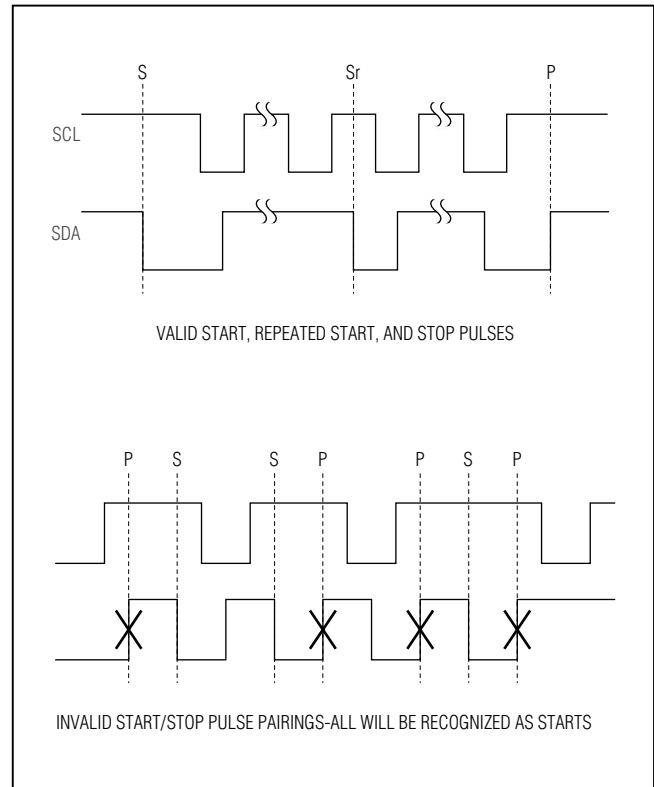 S Sr P
SCL
SDA
VALID START, REPEATED START, AND STOP PULSES
P S S P P S P
INVALID START/STOP PULSE PAIRINGS-ALL WILL BE RECOGNIZED AS STARTS